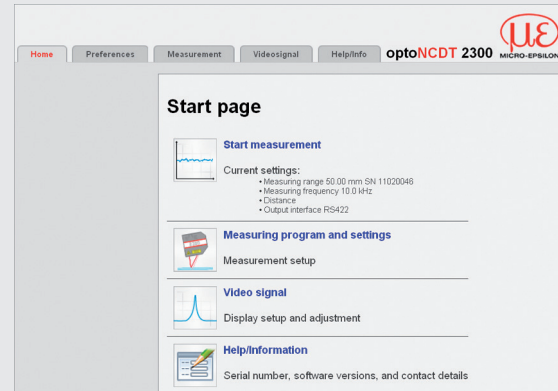 Home Preferences Measurement Videosignal Help/Info optoNCDT 2300
με
MICRO-EPSILON
Start page
Start measurement
Current settings:
• Measuring range 50.00 mm SN 11020046
• Measuring frequency 10.0 kHz
• Distance
• Output interface RS422
Measuring program and settings
Measurement setup
Video signal
Display setup and adjustment
Help/Information
Serial number, software versions, and contact details